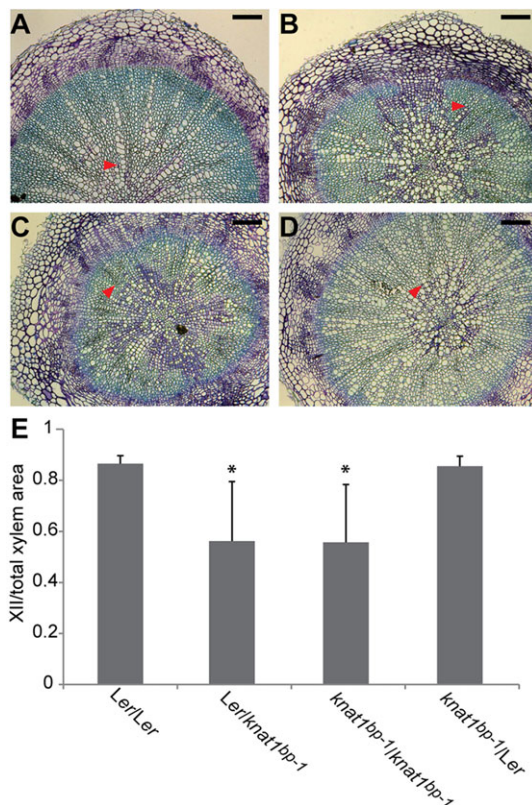 A
B
C
D
E
XII/total xylem area
1
0.8
0.6
0.4
0.2
0
*
*
Ler/Ler
Ler/knat1bp-1
knat1bp-1/knat1bp-1
knat1bp-1/Ler